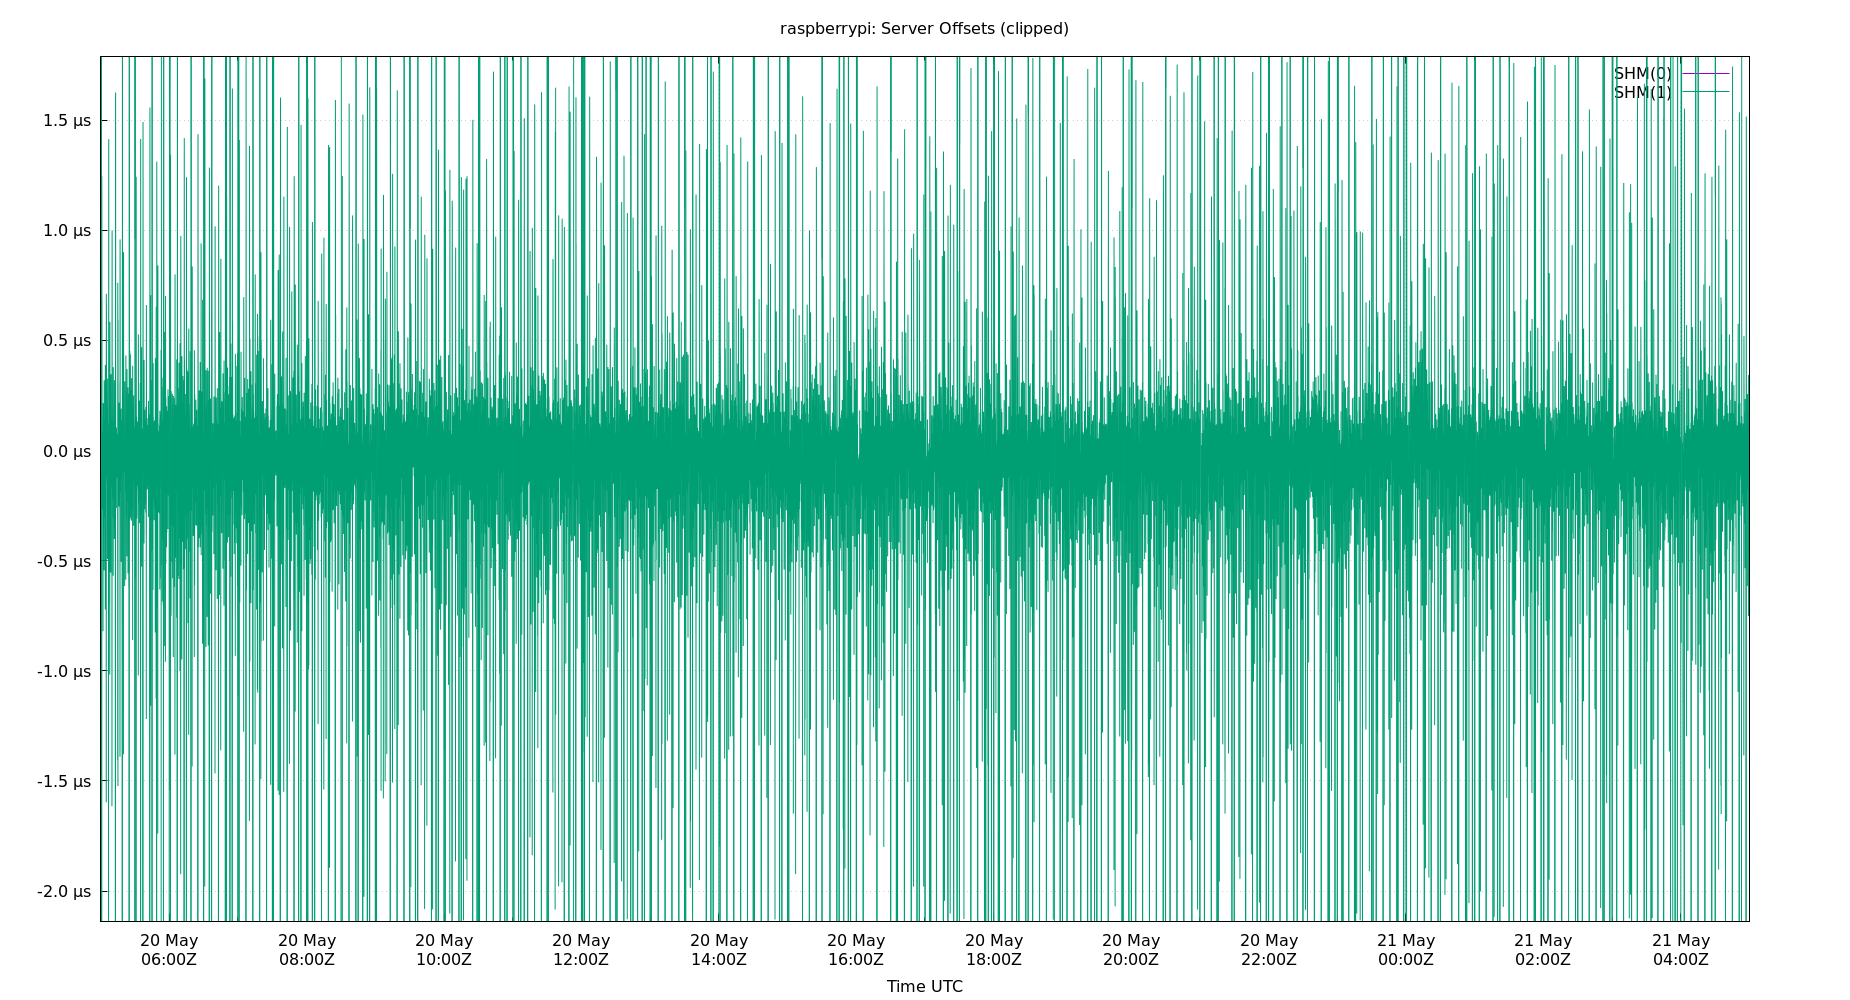 raspberrypi: Server Offsets (clipped)
SHM(0)
SHM(1)
1.5 µs
1.0 µs
0.5 µs
0.0 µs
-0.5 µs
-1.0 µs
-1.5 µs
-2.0 µs
20 May 20 May 20 May 20 May 20 May 20 May 20 May 20 May 20 May 21 May 21 May 21 May
06:00Z 08:00Z 10:00Z 12:00Z 14:00Z 16:00Z 18:00Z 20:00Z 22:00Z 00:00Z 02:00Z 04:00Z
Time UTC